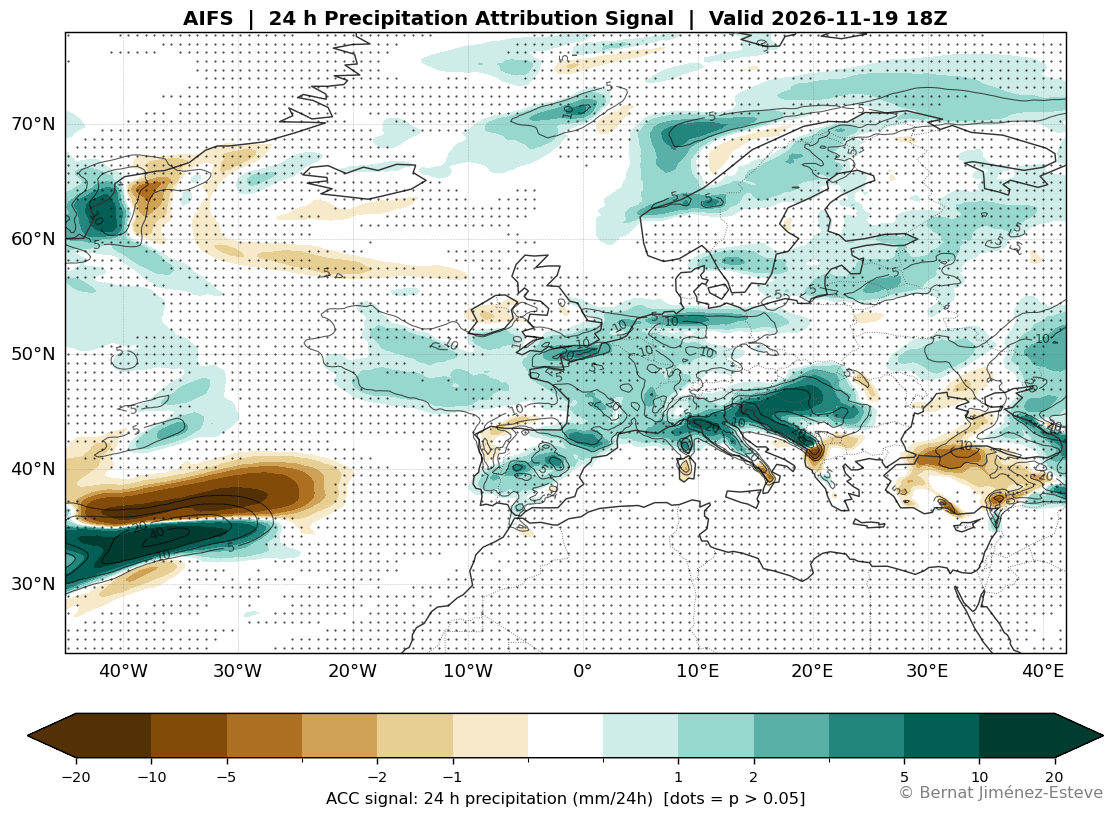 AIFS | 24 h Precipitation Attribution Signal | Valid 2026-11-19 18Z
70°N
60°N
50°N
40°N
30°N
40°W 30°W 20°W 10°W 0° 10°E 20°E 30°E 40°E
−20 −10 −5 −2 −1 1 2 5 10 20
ACC signal: 24 h precipitation (mm/24h) [dots = p > 0.05]
© Bernat Jiménez-Esteve